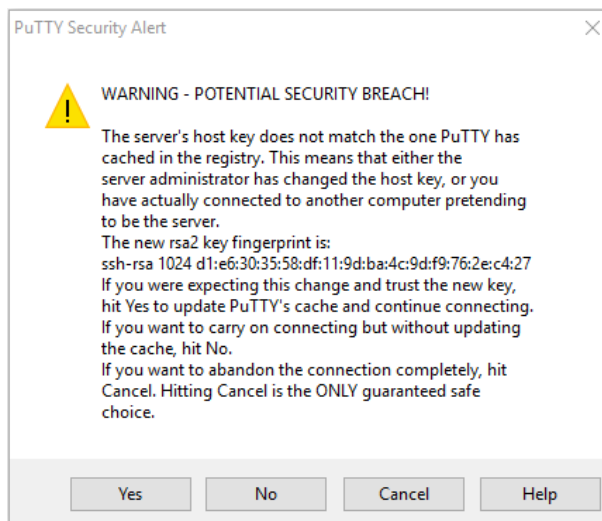 PuTTY Security Alert
WARNING - POTENTIAL SECURITY BREACH!
The server's host key does not match the one PuTTY has
cached in the registry. This means that either the
server administrator has changed the host key, or you
have actually connected to another computer pretending
to be the server.
The new rsa2 key fingerprint is:
ssh-rsa 1024 d1:e6:30:35:58:df:11:9d:ba:4c:9d:f9:76:2e:c4:27
If you were expecting this change and trust the new key,
hit Yes to update PuTTY's cache and continue connecting.
If you want to carry on connecting but without updating
the cache, hit No.
If you want to abandon the connection completely, hit
Cancel. Hitting Cancel is the ONLY guaranteed safe
choice.
Yes No Cancel Help